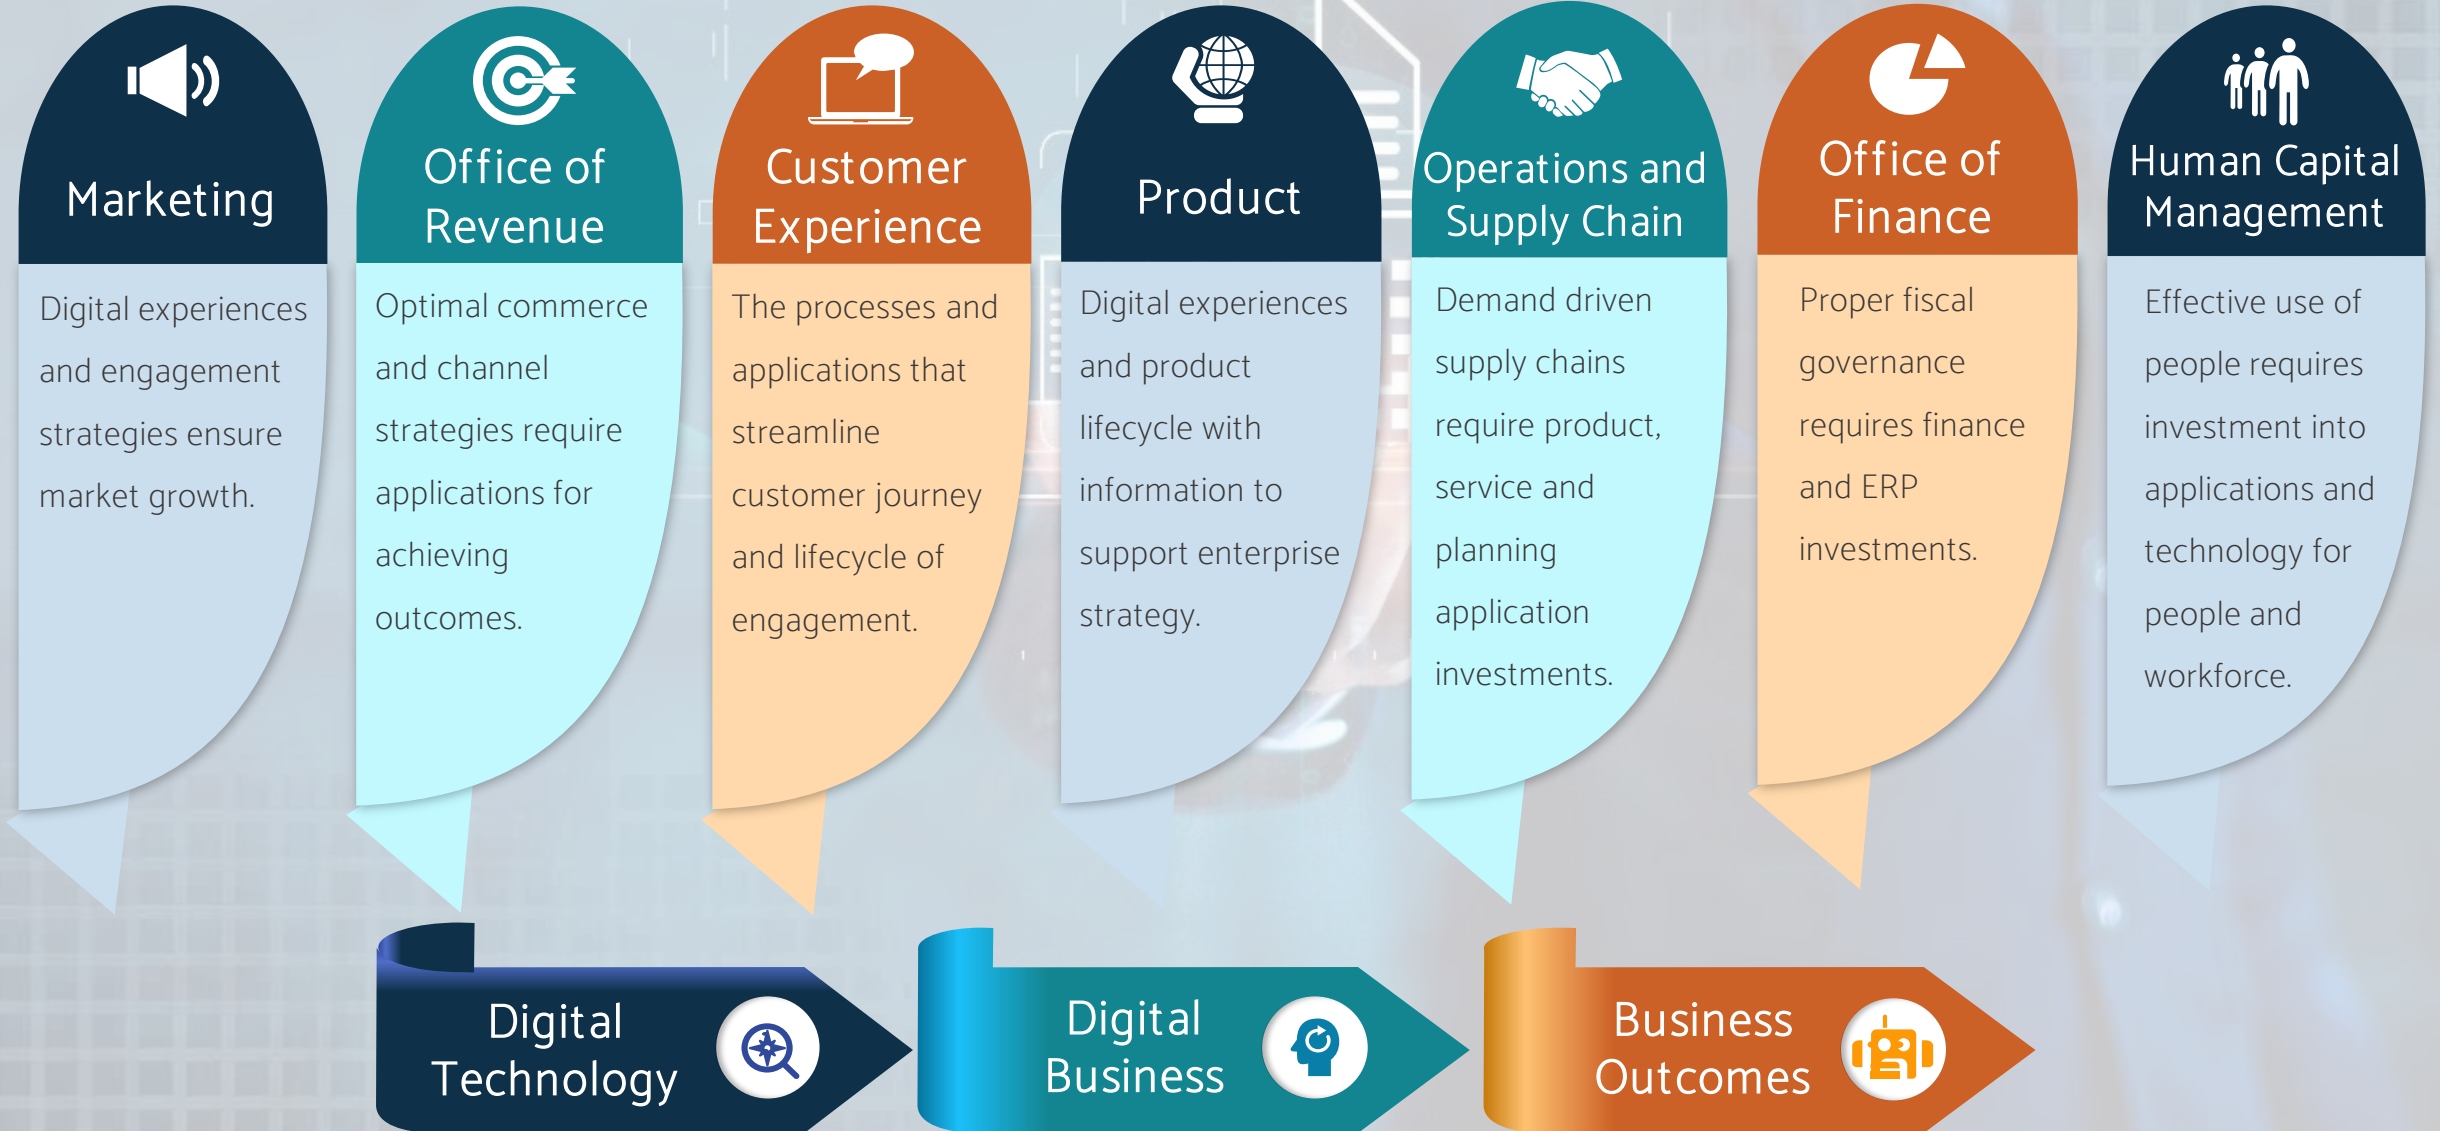 Marketing
Digital experiences
and engagement
strategies ensure
market growth.
Office of
Revenue
Optimal commerce
and channel
strategies require
applications for
achieving
outcomes.
Customer
Experience
The processes and
applications that
streamline
customer journey
and lifecycle of
engagement.
Product
Digital experiences
and product
lifecycle with
information to
support enterprise
strategy.
Operations and
Supply Chain
Demand driven
supply chains
require product,
service and
planning
application
investments.
Office of
Finance
Proper fiscal
governance
requires finance
and ERP
investments.
Human Capital
Management
Effective use of
people requires
investment into
applications and
technology for
people and
workforce.
Digital
Technology
Digital
Business
Business
Outcomes